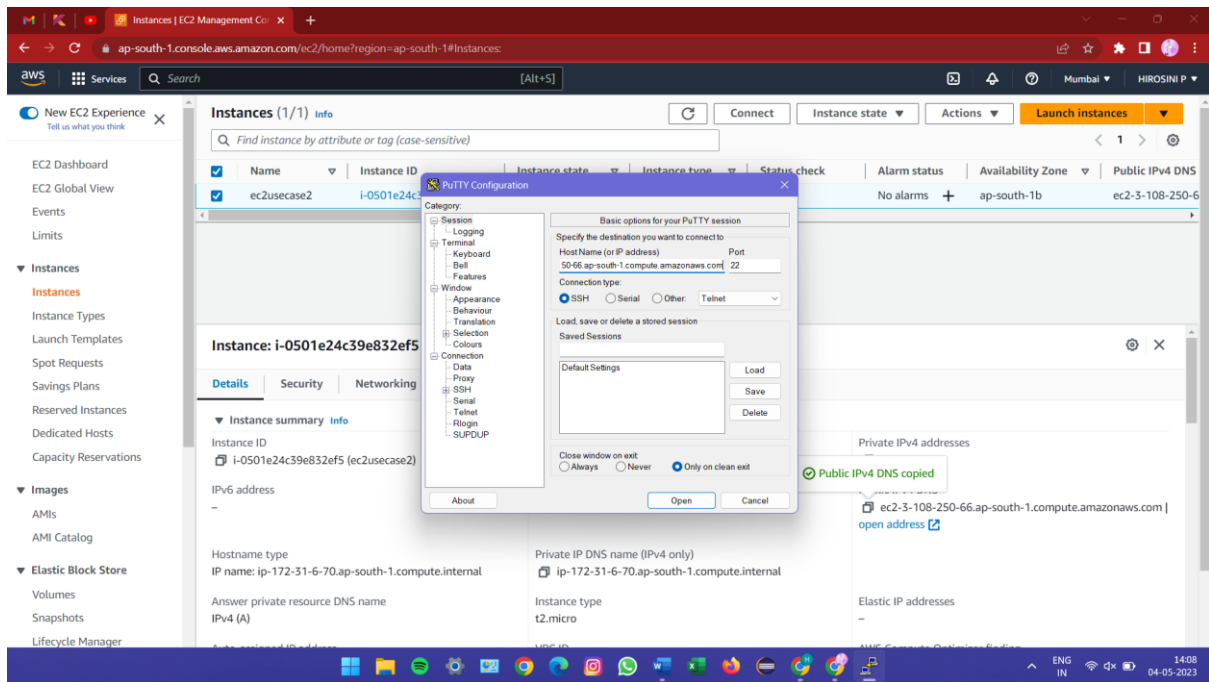 Instances | EC2 Management Con
ap-south-1.console.aws.amazon.com/ec2/home?region=ap-south-1#Instances:
aws Services Search [Alt+S] Mumbai HIROSINI P
New EC2 Experience
Tell us what you think
EC2 Dashboard
EC2 Global View
Events
Limits
Instances
Instances
Instance Types
Launch Templates
Spot Requests
Savings Plans
Reserved Instances
Dedicated Hosts
Capacity Reservations
Images
AMIs
AMI Catalog
Elastic Block Store
Volumes
Snapshots
Lifecycle Manager
Instances (1/1) Info
Connect Instance state Actions Launch instances
Find instance by attribute or tag (case-sensitive)
1
Name Instance ID Instance state Instance type Status check Alarm status Availability Zone Public IPv4 DNS
ec2usecase2 i-0501e24c3 No alarms + ap-south-1b ec2-3-108-250-6
PuTTY Configuration
Category:
Session
Logging
Terminal
Keyboard
Bell
Features
Window
Appearance
Behaviour
Translation
Selection
Colours
Connection
Data
Proxy
SSH
Serial
Telnet
Rlogin
SUPDUP
Basic options for your PuTTY session
Specify the destination you want to connect to
Host Name (or IP address) Port
50-66.ap-south-1.compute.amazonaws.com 22
Connection type:
SSH Serial Other: Telnet
Load, save or delete a stored session
Saved Sessions
Default Settings
Load
Save
Delete
Close window on exit:
Always Never Only on clean exit
About Open Cancel
Instance: i-0501e24c39e832ef5
Details Security Networking
Instance summary Info
Instance ID
i-0501e24c39e832ef5 (ec2usecase2)
Private IPv4 addresses
Public IPv4 DNS copied
IPv6 address
–
ec2-3-108-250-66.ap-south-1.compute.amazonaws.com |
open address
Hostname type
IP name: ip-172-31-6-70.ap-south-1.compute.internal
Private IP DNS name (IPv4 only)
ip-172-31-6-70.ap-south-1.compute.internal
Answer private resource DNS name
IPv4 (A)
Instance type
t2.micro
Elastic IP addresses
–
ENG
IN
14:08
04-05-2023